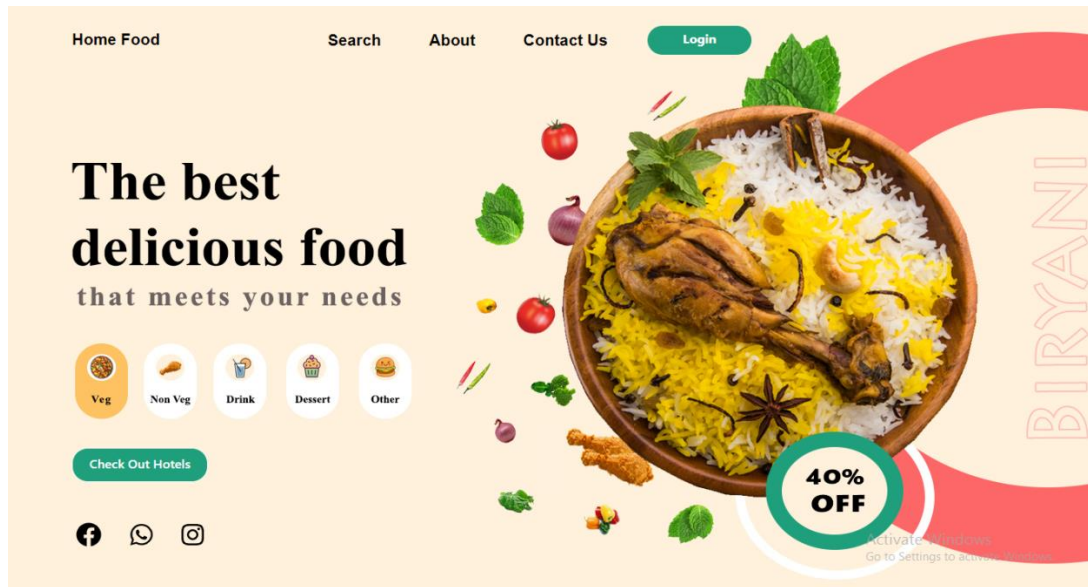 Home Food
Search
About
Contact Us
Login
The best
delicious food
that meets your needs
Veg
Non Veg
Drink
Dessert
Other
Check Out Hotels
BIRYANI
40%
OFF
Activate Windows
Go to Settings to activate Windows.